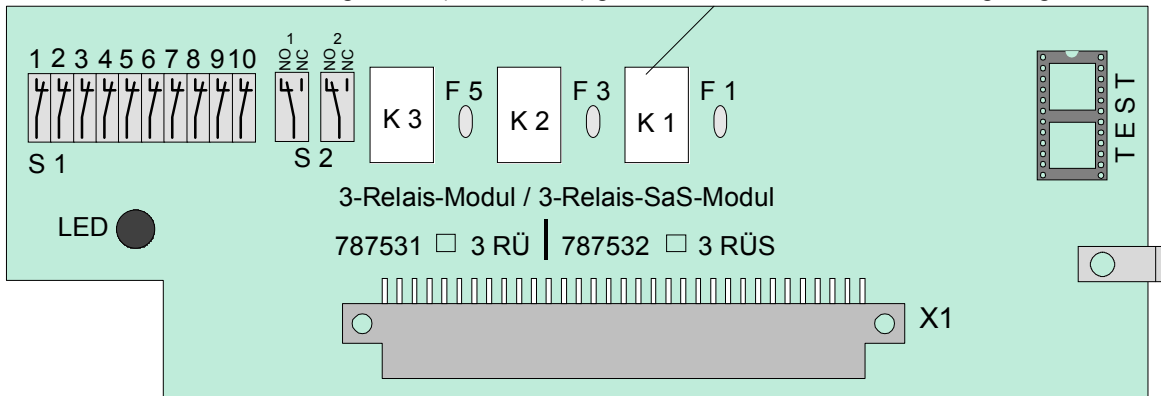 1 2 3 4 5 6 7 8 9 10
1 2
NO NC NO NC
S 1
S 2
K 3 F 5 K 2 F 3 K 1 F 1
TEST
3-Relais-Modul / 3-Relais-SaS-Modul
LED
787531 □ 3 RÜ | 787532 □ 3 RÜS
X1